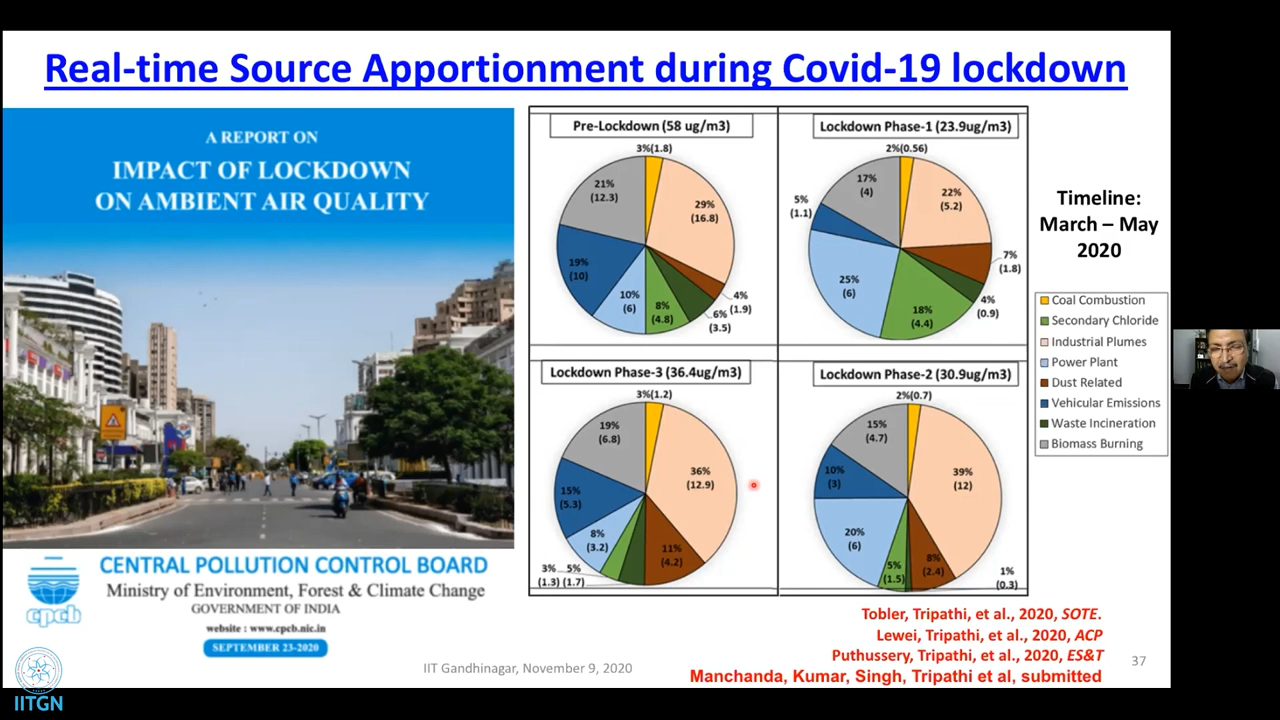 Real-time Source Apportionment during Covid-19 lockdown
A REPORT ON
IMPACT OF LOCKDOWN
ON AMBIENT AIR QUALITY
CENTRAL POLLUTION CONTROL BOARD
Ministry of Environment, Forest & Climate Change
GOVERNMENT OF INDIA
website : www.cpcb.nic.in
SEPTEMBER 23-2020
cpcb
Pre-Lockdown (58 ug/m3)
3%(1.8)
29%
(16.8)
4%
(1.9)
6%
(3.5)
8%
(4.8)
10%
(6)
19%
(10)
21%
(12.3)
Lockdown Phase-1 (23.9ug/m3)
2%(0.56)
22%
(5.2)
7%
(1.8)
4%
(0.9)
18%
(4.4)
25%
(6)
5%
(1.1)
17%
(4)
Lockdown Phase-3 (36.4ug/m3)
3%(1.2)
36%
(12.9)
11%
(4.2)
5%
(1.7)
3%
(1.3)
8%
(3.2)
15%
(5.3)
19%
(6.8)
Lockdown Phase-2 (30.9ug/m3)
2%(0.7)
39%
(12)
8%
(2.4)
1%
(0.3)
5%
(1.5)
20%
(6)
10%
(3)
15%
(4.7)
Timeline:
March – May
2020
Coal Combustion
Secondary Chloride
Industrial Plumes
Power Plant
Dust Related
Vehicular Emissions
Waste Incineration
Biomass Burning
Tobler, Tripathi, et al., 2020, SOTE.
Lewei, Tripathi, et al., 2020, ACP
Puthussery, Tripathi, et al., 2020, ES&T
Manchanda, Kumar, Singh, Tripathi et al, submitted
IIT Gandhinagar, November 9, 2020
37
IITGN